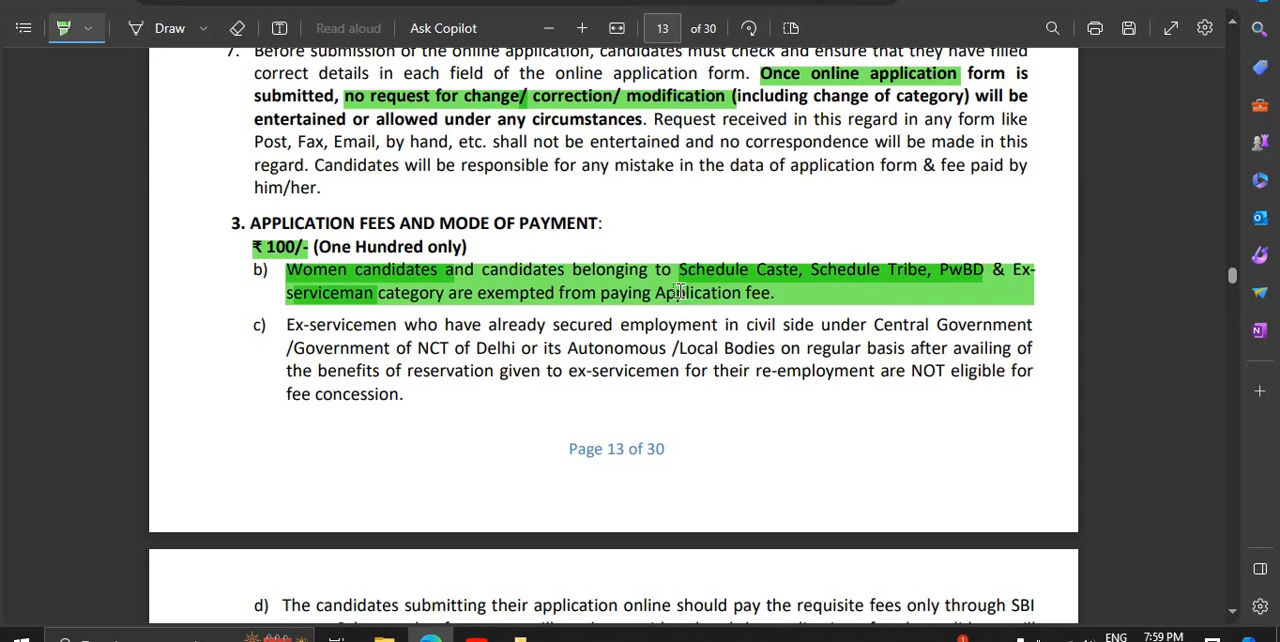 Draw
Read aloud
Ask Copilot
13
of 30
7. Before submission of the online application, candidates must check and ensure that they have filled
correct details in each field of the online application form. Once online application form is
submitted, no request for change/ correction/ modification (including change of category) will be
entertained or allowed under any circumstances. Request received in this regard in any form like
Post, Fax, Email, by hand, etc. shall not be entertained and no correspondence will be made in this
regard. Candidates will be responsible for any mistake in the data of application form & fee paid by
him/her.
3. APPLICATION FEES AND MODE OF PAYMENT:
₹ 100/- (One Hundred only)
b) Women candidates and candidates belonging to Schedule Caste, Schedule Tribe, PwBD & Ex-
serviceman category are exempted from paying Application fee.
c) Ex-servicemen who have already secured employment in civil side under Central Government
/Government of NCT of Delhi or its Autonomous /Local Bodies on regular basis after availing of
the benefits of reservation given to ex-servicemen for their re-employment are NOT eligible for
fee concession.
Page 13 of 30
d) The candidates submitting their application online should pay the requisite fees only through SBI
ENG
7:59 PM